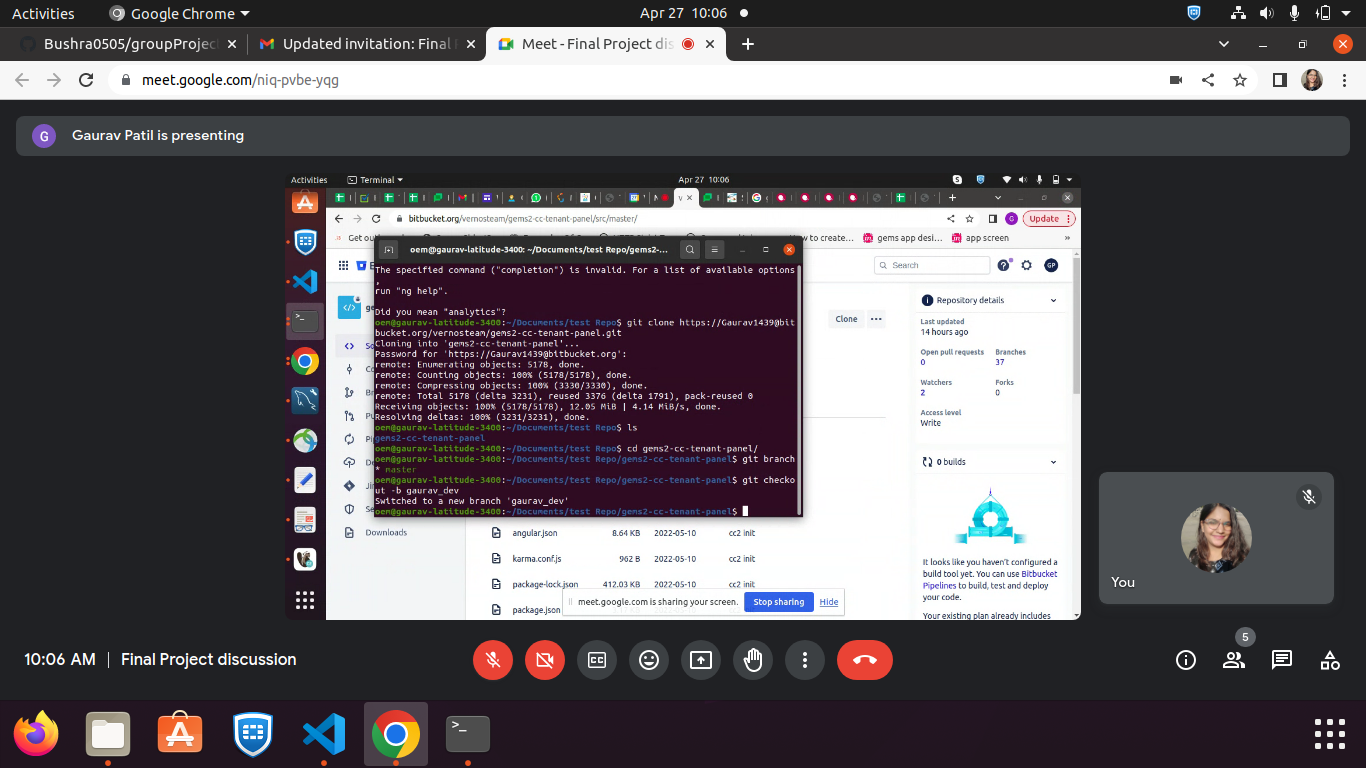 Activities
Google Chrome
Apr 27 10:06
Bushra0505/groupProjec
Updated invitation: Final
Meet - Final Project dis
meet.google.com/niq-pvbe-yqg
G
Gaurav Patil is presenting
Activities
Terminal
Apr 27 10:06
bitbucket.org/vernosteam/gems2-cc-tenant-panel/src/master/
G
Update
How to create...
gems app desi...
app screen
»
oem@gaurav-latitude-3400: ~/Documents/test Repo/gems2-...
The specified command ("completion") is invalid. For a list of available options
,
run "ng help".
Did you mean "analytics"?
oem@gaurav-latitude-3400:~/Documents/test Repo$ git clone https://Gaurav1439@bit
bucket.org/vernosteam/gems2-cc-tenant-panel.git
Cloning into 'gems2-cc-tenant-panel'...
Password for 'https://Gaurav1439@bitbucket.org':
remote: Enumerating objects: 5178, done.
remote: Counting objects: 100% (5178/5178), done.
remote: Compressing objects: 100% (3330/3330), done.
remote: Total 5178 (delta 3231), reused 3376 (delta 1791), pack-reused 0
Receiving objects: 100% (5178/5178), 12.05 MiB | 4.14 MiB/s, done.
Resolving deltas: 100% (3231/3231), done.
oem@gaurav-latitude-3400:~/Documents/test Repo$ ls
gems2-cc-tenant-panel
oem@gaurav-latitude-3400:~/Documents/test Repo$ cd gems2-cc-tenant-panel/
oem@gaurav-latitude-3400:~/Documents/test Repo/gems2-cc-tenant-panel$ git branch
* master
oem@gaurav-latitude-3400:~/Documents/test Repo/gems2-cc-tenant-panel$ git checko
ut -b gaurav_dev
Switched to a new branch 'gaurav_dev'
oem@gaurav-latitude-3400:~/Documents/test Repo/gems2-cc-tenant-panel$
Search
GP
Clone
Repository details
Last updated
14 hours ago
Open pull requests Branches
0 37
Watchers Forks
2 0
Access level
Write
0 builds
It looks like you haven't configured a
build tool yet. You can use Bitbucket
Pipelines to build, test and deploy
your code.
Your existing plan already includes
Downloads
angular.json 8.64 KB 2022-05-10 cc2 init
karma.conf.js 962 B 2022-05-10 cc2 init
package-lock.json 412.03 KB 2022-05-10 cc2 init
package.json
meet.google.com is sharing your screen.
Stop sharing
Hide
You
10:06 AM | Final Project discussion
5